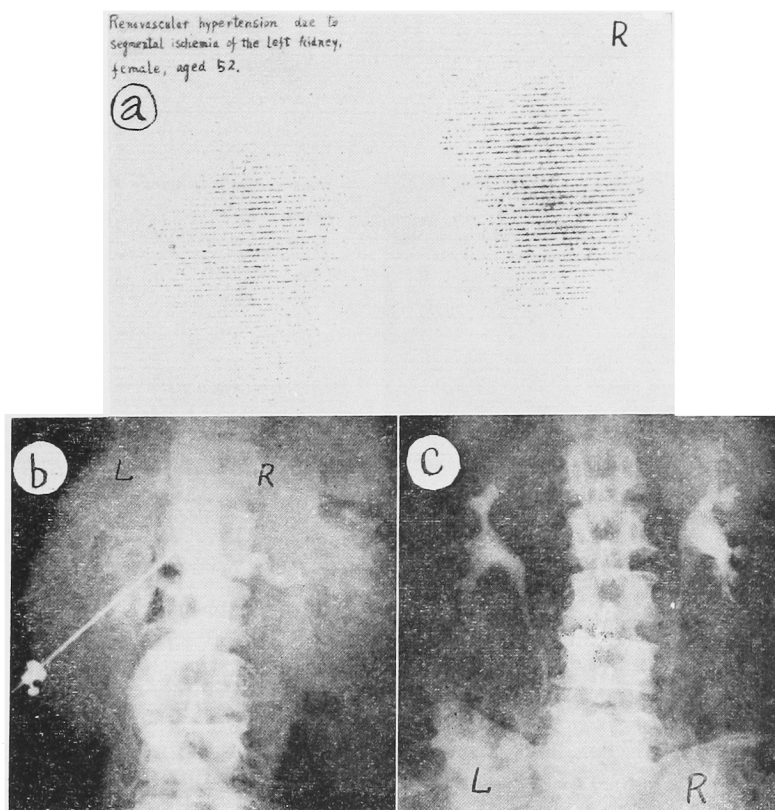 Renovascular hypertension due to
segmental ischemia of the left kidney,
female, aged 52.
R
a
b
L
R
c
L
R